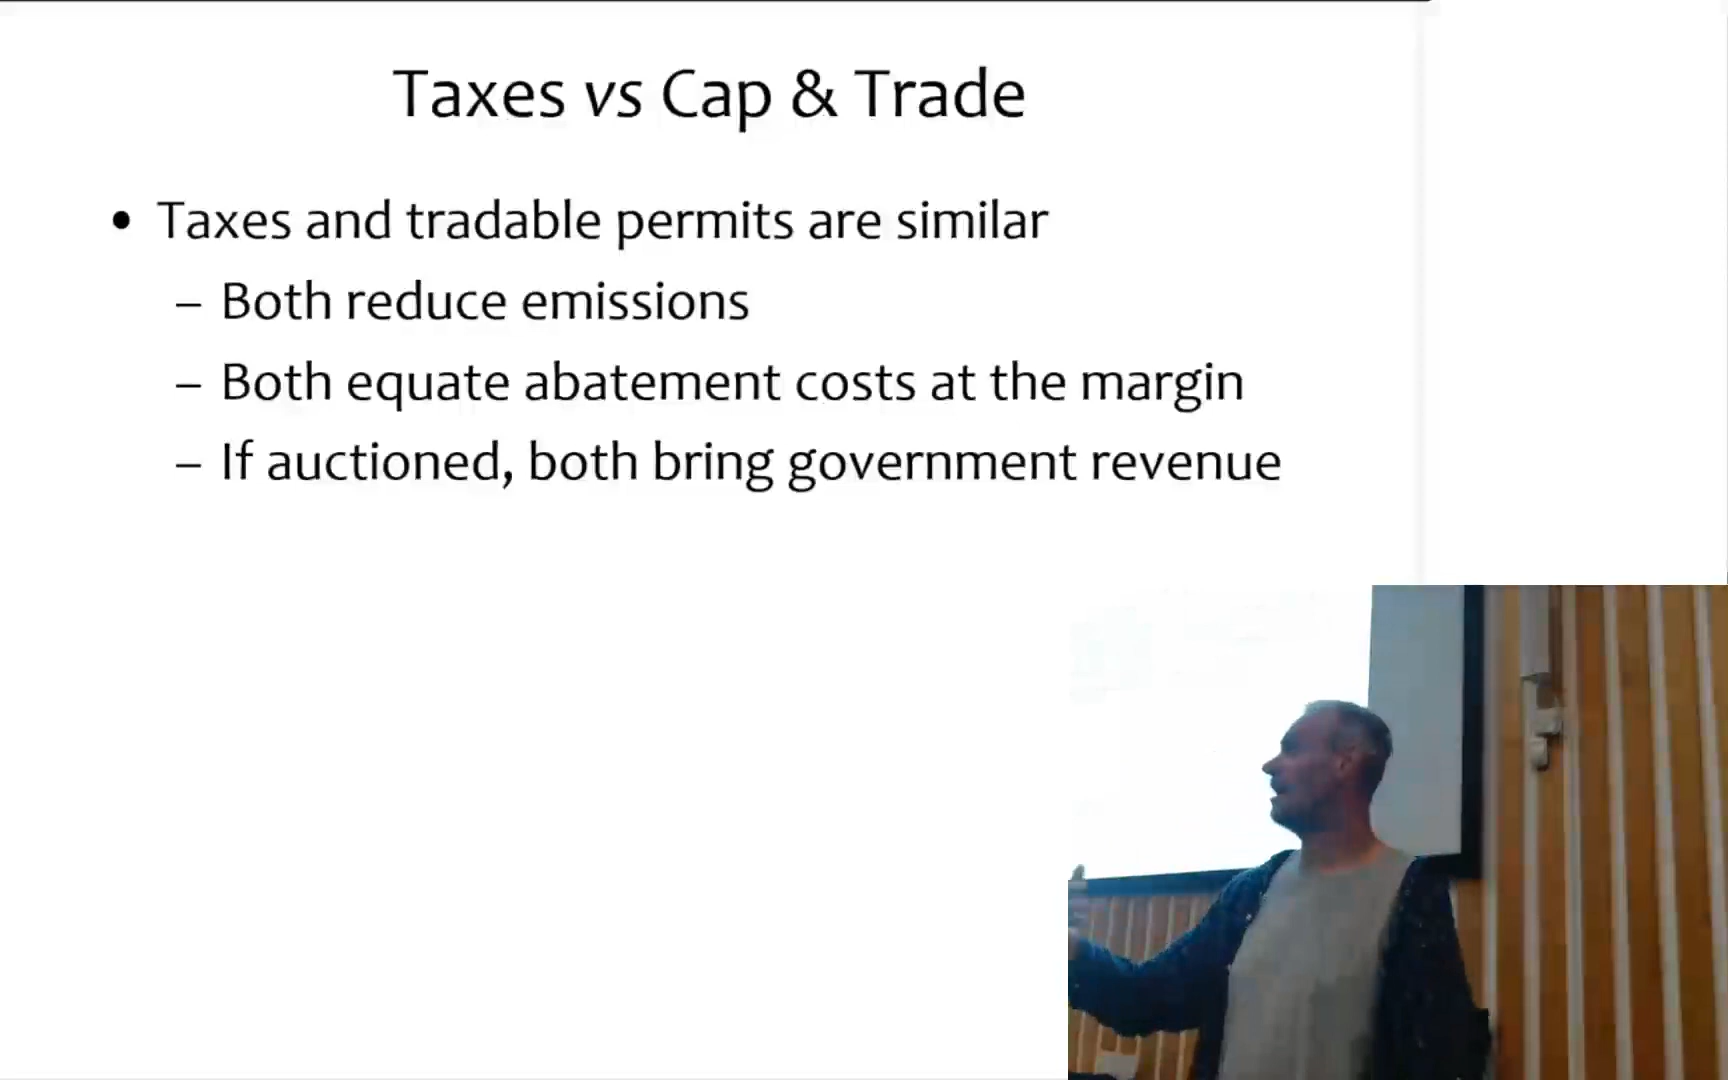 Taxes vs Cap & Trade
• Taxes and tradable permits are similar
– Both reduce emissions
– Both equate abatement costs at the margin
– If auctioned, both bring government revenue